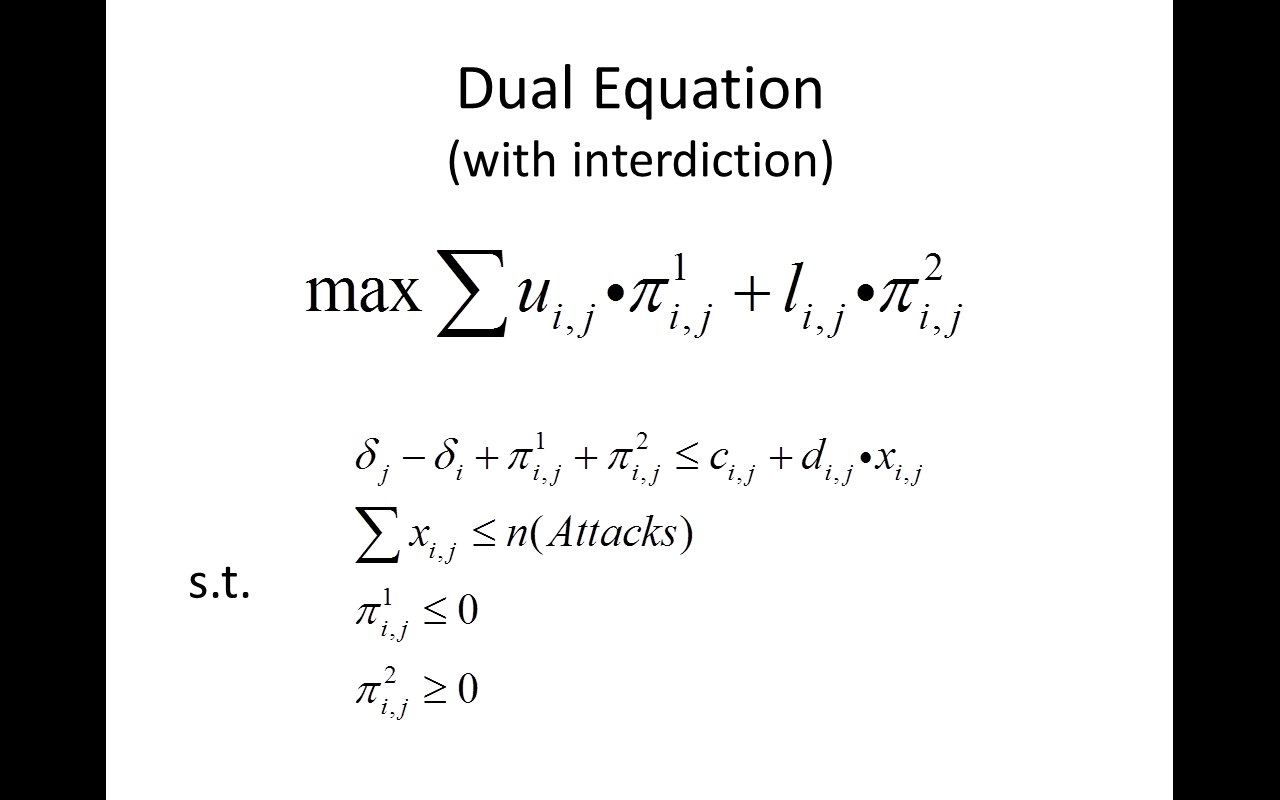 Dual Equation
(with interdiction)
max ∑ u_{i,j} • π^1_{i,j} + l_{i,j} • π^2_{i,j}
δ_j − δ_i + π^1_{i,j} + π^2_{i,j} ≤ c_{i,j} + d_{i,j} • x_{i,j}
∑ x_{i,j} ≤ n(Attacks)
s.t.
π^1_{i,j} ≤ 0
π^2_{i,j} ≥ 0